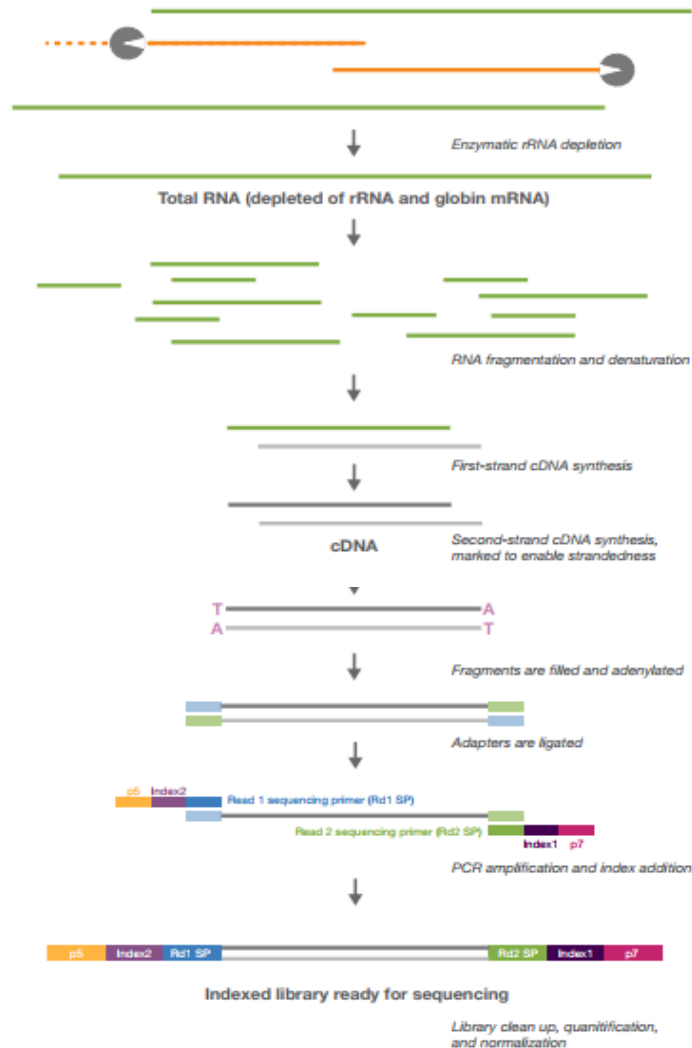 Enzymatic rRNA depletion
Total RNA (depleted of rRNA and globin mRNA)
RNA fragmentation and denaturation
First-strand cDNA synthesis
cDNA
Second-strand cDNA synthesis,
marked to enable strandedness
T A
A T
Fragments are filled and adenylated
Adapters are ligated
p5 Index2
Read 1 sequencing primer (Rd1 SP)
Read 2 sequencing primer (Rd2 SP)
Index1 p7
PCR amplification and index addition
p5 Index2 Rd1 SP Rd2 SP Index1 p7
Indexed library ready for sequencing
Library clean up, quanitification,
and normalization